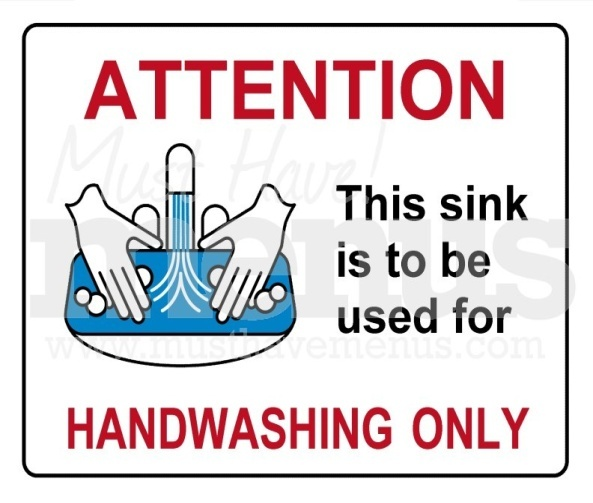 ATTENTION
Must Have!
menus
This sink
is to be
used for
www.musthavemenus.com
HANDWASHING ONLY